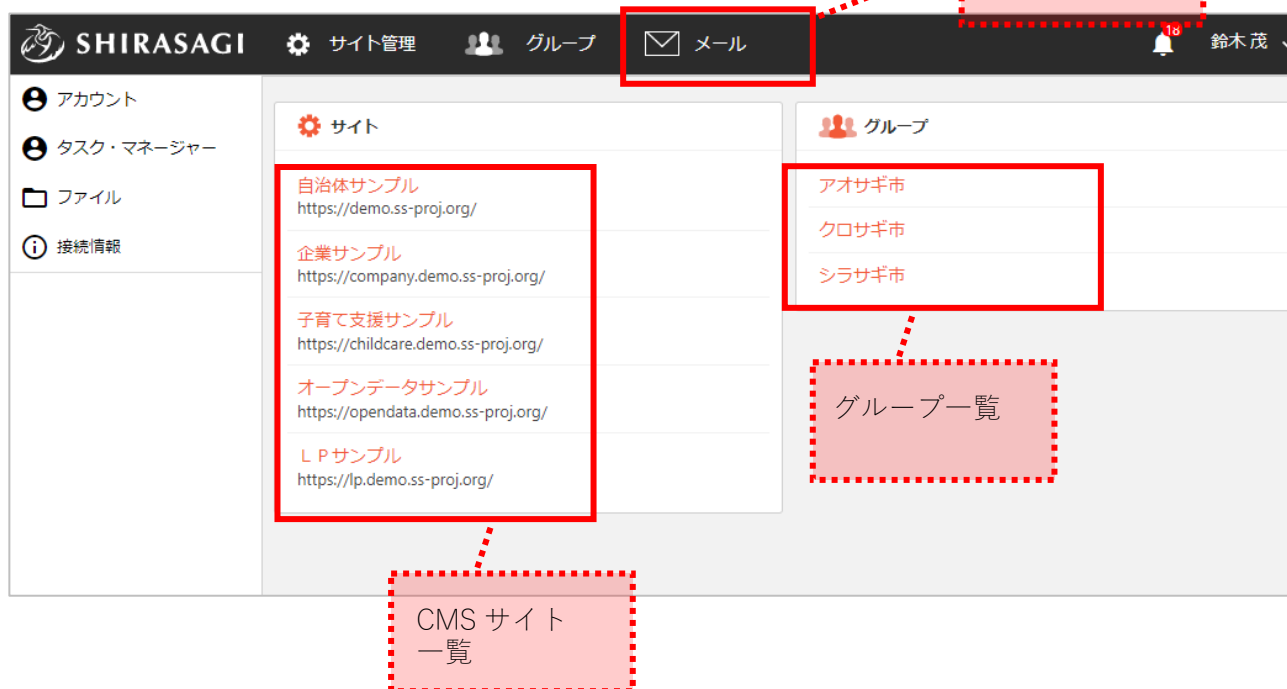 SHIRASAGI サイト管理 グループ メール 18 鈴木 茂
アカウント
タスク・マネージャー
ファイル
接続情報
サイト
自治体サンプル
https://demo.ss-proj.org/
企業サンプル
https://company.demo.ss-proj.org/
子育て支援サンプル
https://childcare.demo.ss-proj.org/
オープンデータサンプル
https://opendata.demo.ss-proj.org/
ＬＰサンプル
https://lp.demo.ss-proj.org/
グループ
アオサギ市
クロサギ市
シラサギ市
グループ一覧
CMS サイト
一覧